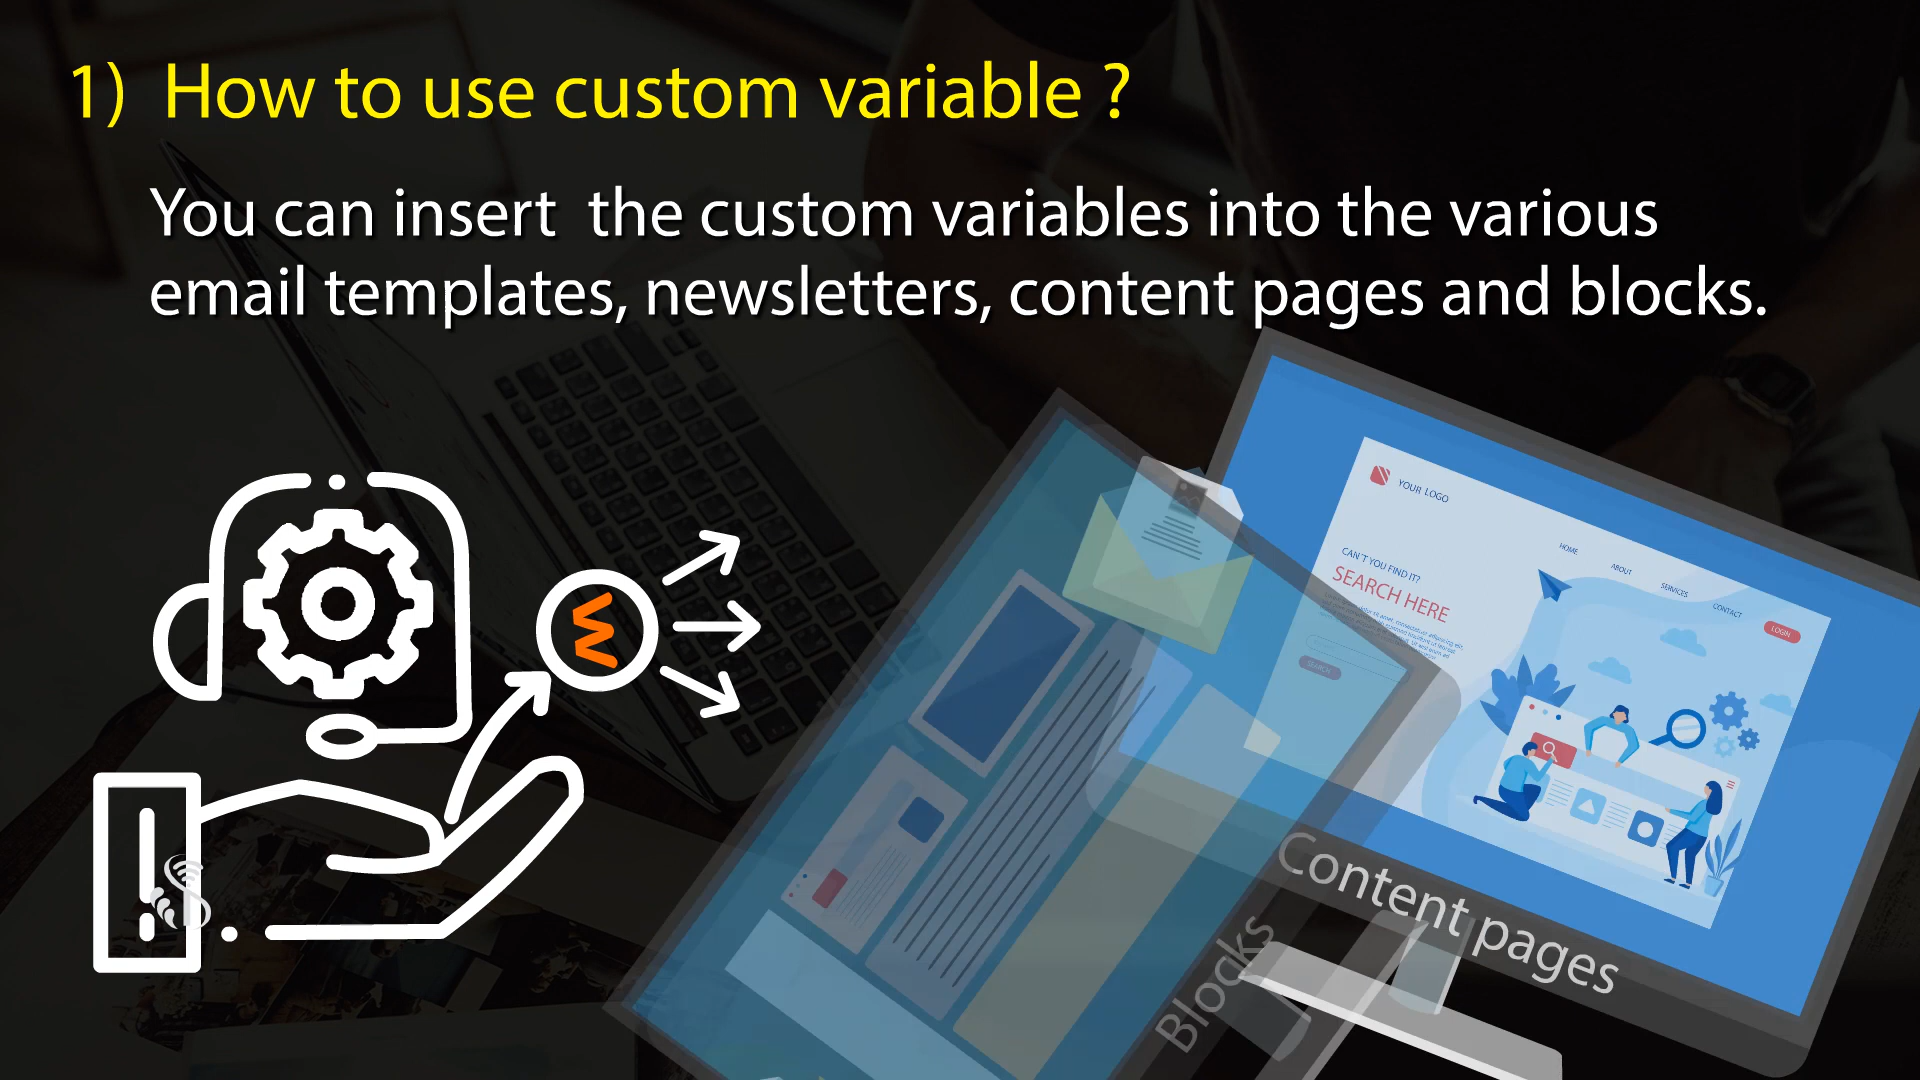 1) How to use custom variable ?
You can insert the custom variables into the various
email templates, newsletters, content pages and blocks.
YOUR LOGO
HOME
ABOUT
SERVICES
CONTACT
LOGIN
CAN'T YOU FIND IT?
SEARCH HERE
SEARCH
Content pages
Blocks